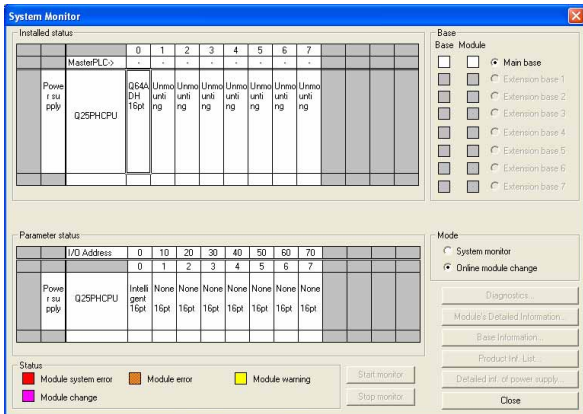 System Monitor
Installed status
0 1 2 3 4 5 6 7
MasterPLC-> - - - - - - - -
Powe
r su
pply
Q25PHCPU
Q64A
DH
16pt
Unmo
unti
ng
Unmo
unti
ng
Unmo
unti
ng
Unmo
unti
ng
Unmo
unti
ng
Unmo
unti
ng
Unmo
unti
ng
Base
Base Module
Main base
Extension base 1
Extension base 2
Extension base 3
Extension base 4
Extension base 5
Extension base 6
Extension base 7
Parameter status
I/O Address 0 10 20 30 40 50 60 70
0 1 2 3 4 5 6 7
Powe
r su
pply
Q25PHCPU
Intelli
gent
16pt
None
16pt
None
16pt
None
16pt
None
16pt
None
16pt
None
16pt
None
16pt
Mode
System monitor
Online module change
Diagnostics...
Module's Detailed Information...
Base Information...
Product Inf. List...
Detailed inf. of power supply...
Close
Status
Module system error Module error Module warning
Module change
Start monitor
Stop monitor